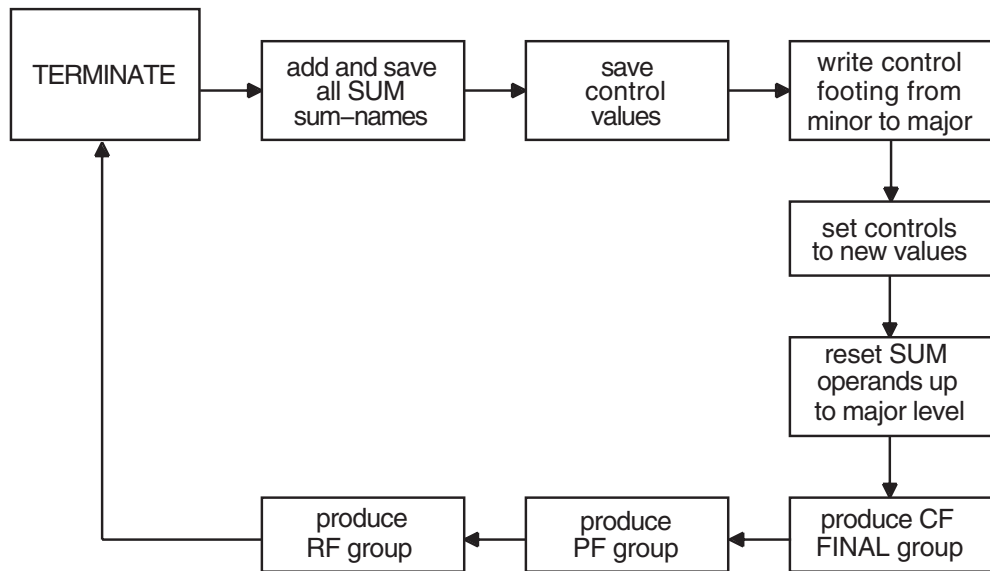 TERMINATE
add and save
all SUM
sum–names
save
control
values
write control
footing from
minor to major
set controls
to new values
reset SUM
operands up
to major level
produce CF
FINAL group
produce
PF group
produce
RF group